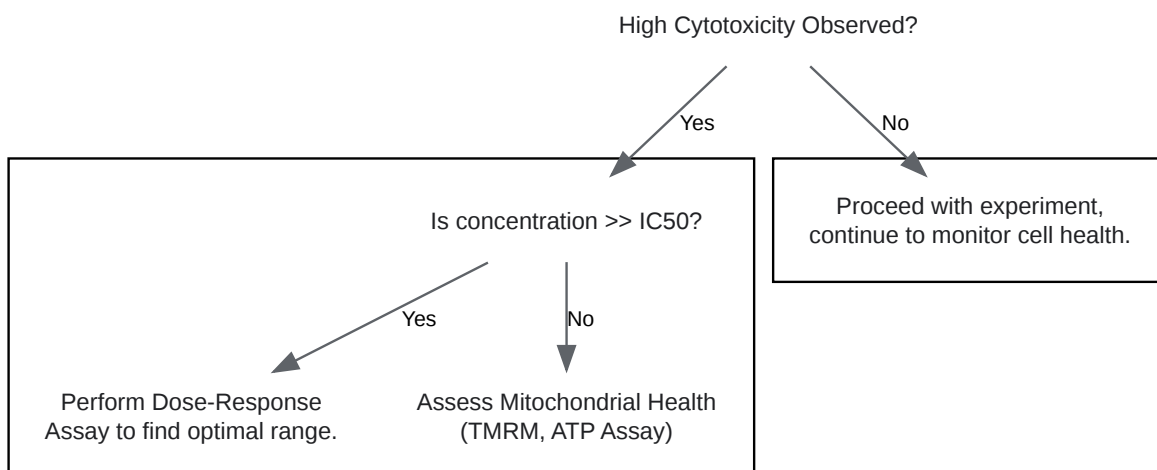 High Cytotoxicity Observed?
Yes
No
Is concentration >> IC50?
Proceed with experiment,
continue to monitor cell health.
Yes
No
Perform Dose-Response
Assay to find optimal range.
Assess Mitochondrial Health
(TMRM, ATP Assay)